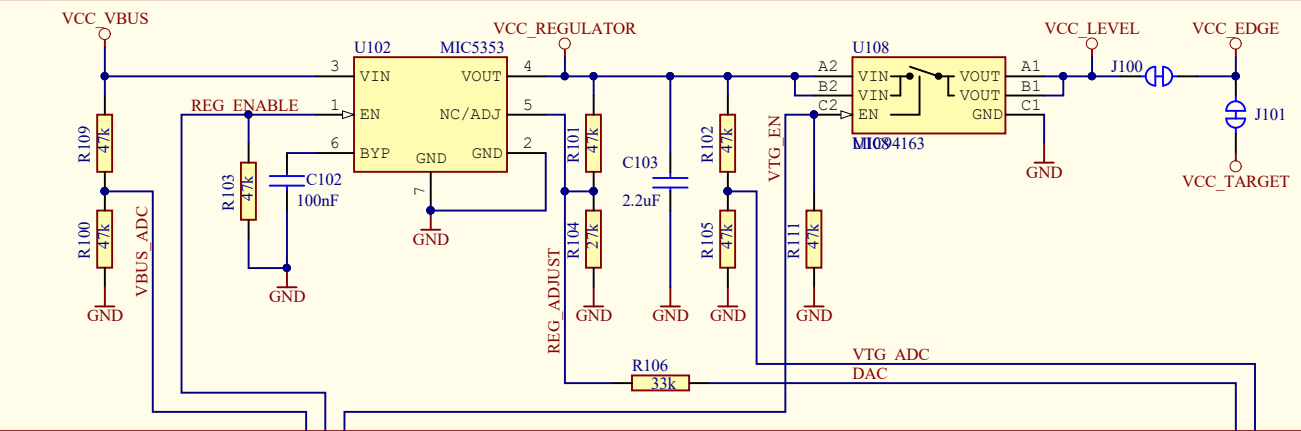 VCC_VBUS
VCC_REGULATOR
VCC_LEVEL
VCC_EDGE
U102 MIC5353
U108
J100
3 VIN VOUT 4
A2 VIN VOUT A1
B2 VIN VOUT B1
REG_ENABLE 1 EN NC/ADJ 5
C2 EN GND C1
J101
R109 47k
6 BYP GND GND 2
7
R101 47k
R102 47k
VTG_EN
GND
VCC_TARGET
R103 47k
C102
100nF
C103
2.2uF
R100 47k
VBUS_ADC
GND
R104 27k
R105 47k
R111 47k
GND
GND
REG_ADJUST
GND
GND
GND
GND
R106
33k
VTG_ADC
DAC